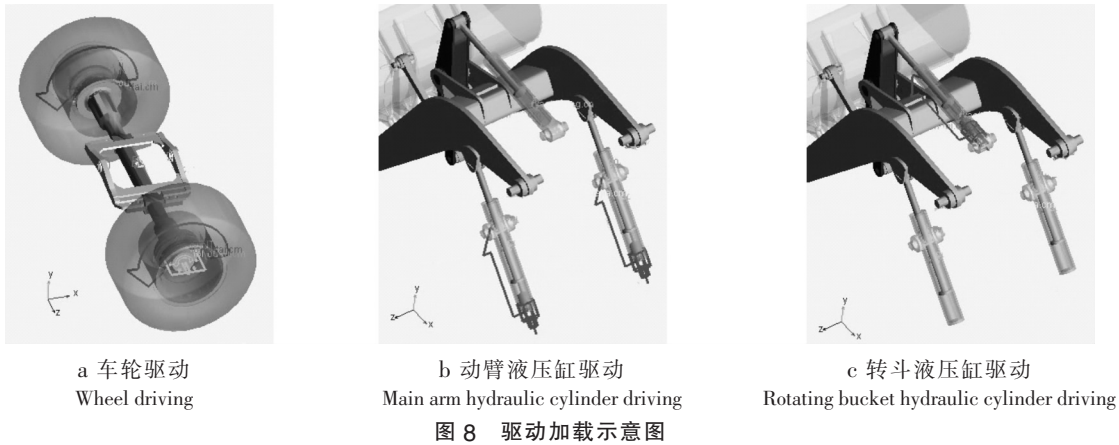 y
x
z
y
z
x
y
z
x
a 车轮驱动
Wheel driving
b 动臂液压缸驱动
Main arm hydraulic cylinder driving
c 转斗液压缸驱动
Rotating bucket hydraulic cylinder driving
图 8 驱动加载示意图